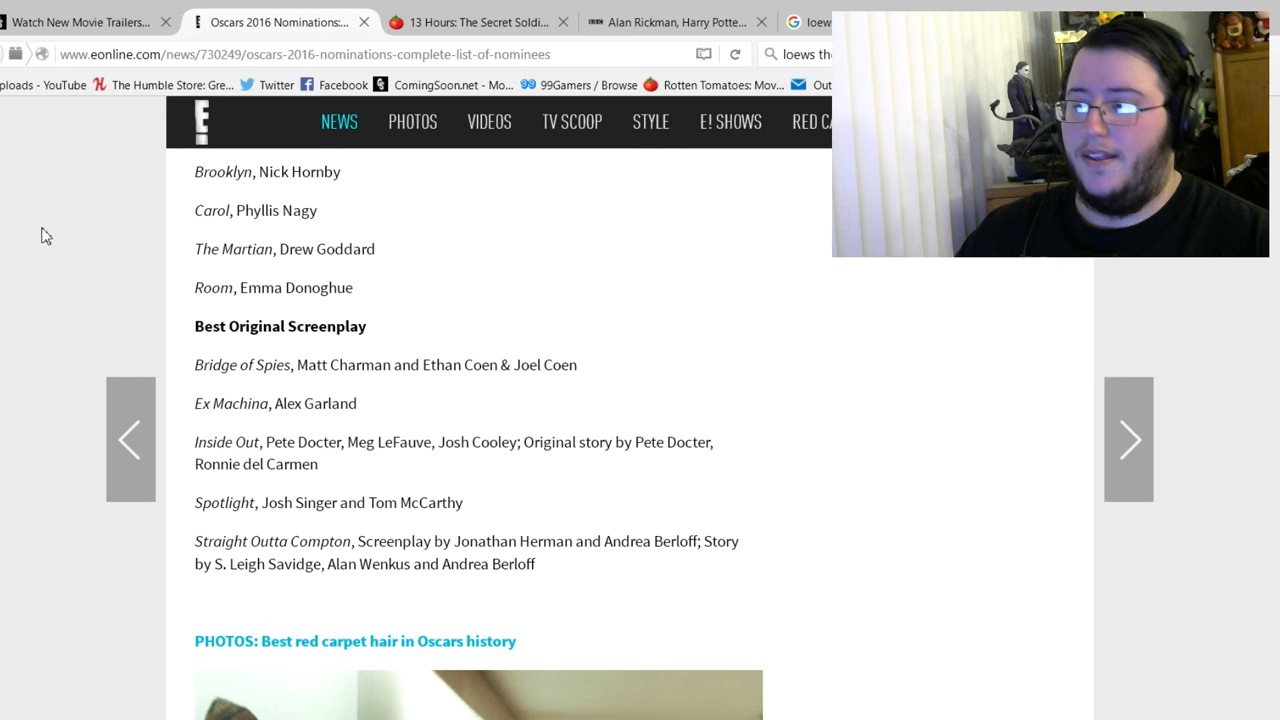 Watch New Movie Trailers...
Oscars 2016 Nominations:...
13 Hours: The Secret Soldi...
Alan Rickman, Harry Potte...
loew
www.eonline.com/news/730249/oscars-2016-nominations-complete-list-of-nominees
loews th
ploads - YouTube
The Humble Store: Gre...
Twitter
Facebook
ComingSoon.net - Mo...
99Gamers / Browse
Rotten Tomatoes: Mov...
Out
E!
NEWS
PHOTOS
VIDEOS
TV SCOOP
STYLE
E! SHOWS
RED CA
Brooklyn, Nick Hornby
Carol, Phyllis Nagy
The Martian, Drew Goddard
Room, Emma Donoghue
Best Original Screenplay
Bridge of Spies, Matt Charman and Ethan Coen & Joel Coen
Ex Machina, Alex Garland
Inside Out, Pete Docter, Meg LeFauve, Josh Cooley; Original story by Pete Docter,
Ronnie del Carmen
Spotlight, Josh Singer and Tom McCarthy
Straight Outta Compton, Screenplay by Jonathan Herman and Andrea Berloff; Story
by S. Leigh Savidge, Alan Wenkus and Andrea Berloff
PHOTOS: Best red carpet hair in Oscars history